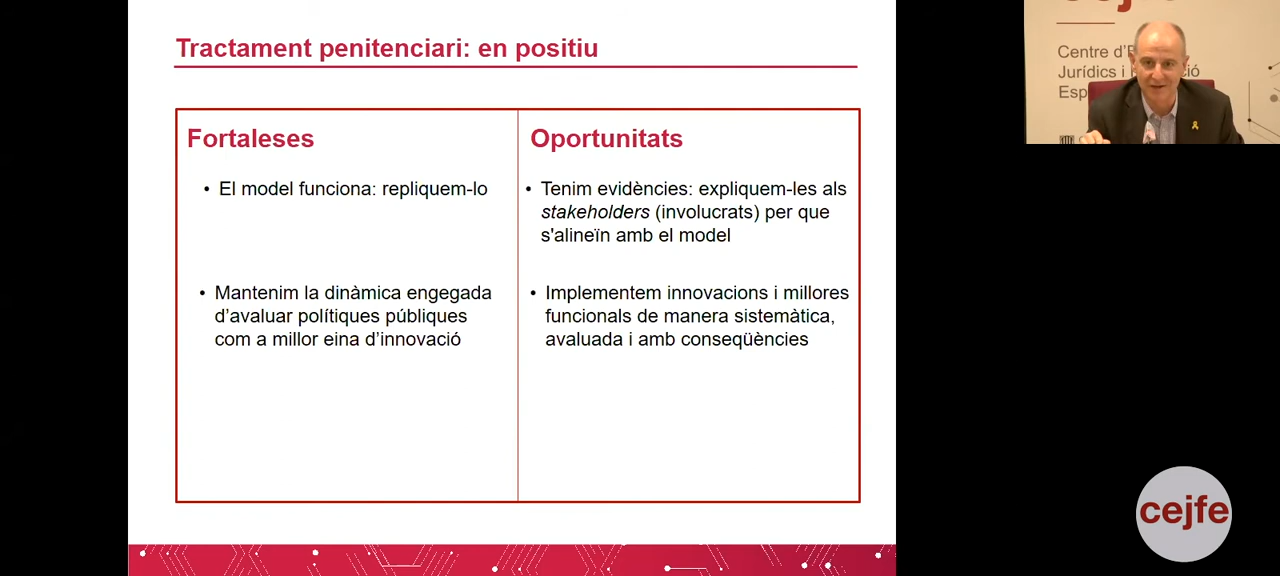 Tractament penitenciari: en positiu
Fortaleses
• El model funciona: repliquem-lo
• Mantenim la dinàmica engegada
d’avaluar polítiques públiques
com a millor eina d’innovació
Oportunitats
• Tenim evidències: expliquem-les als
stakeholders (involucrats) per que
s'alineïn amb el model
• Implementem innovacions i millores
funcionals de manera sistemàtica,
avaluada i amb conseqüències
Centre d’
Jurídics i
cejfe